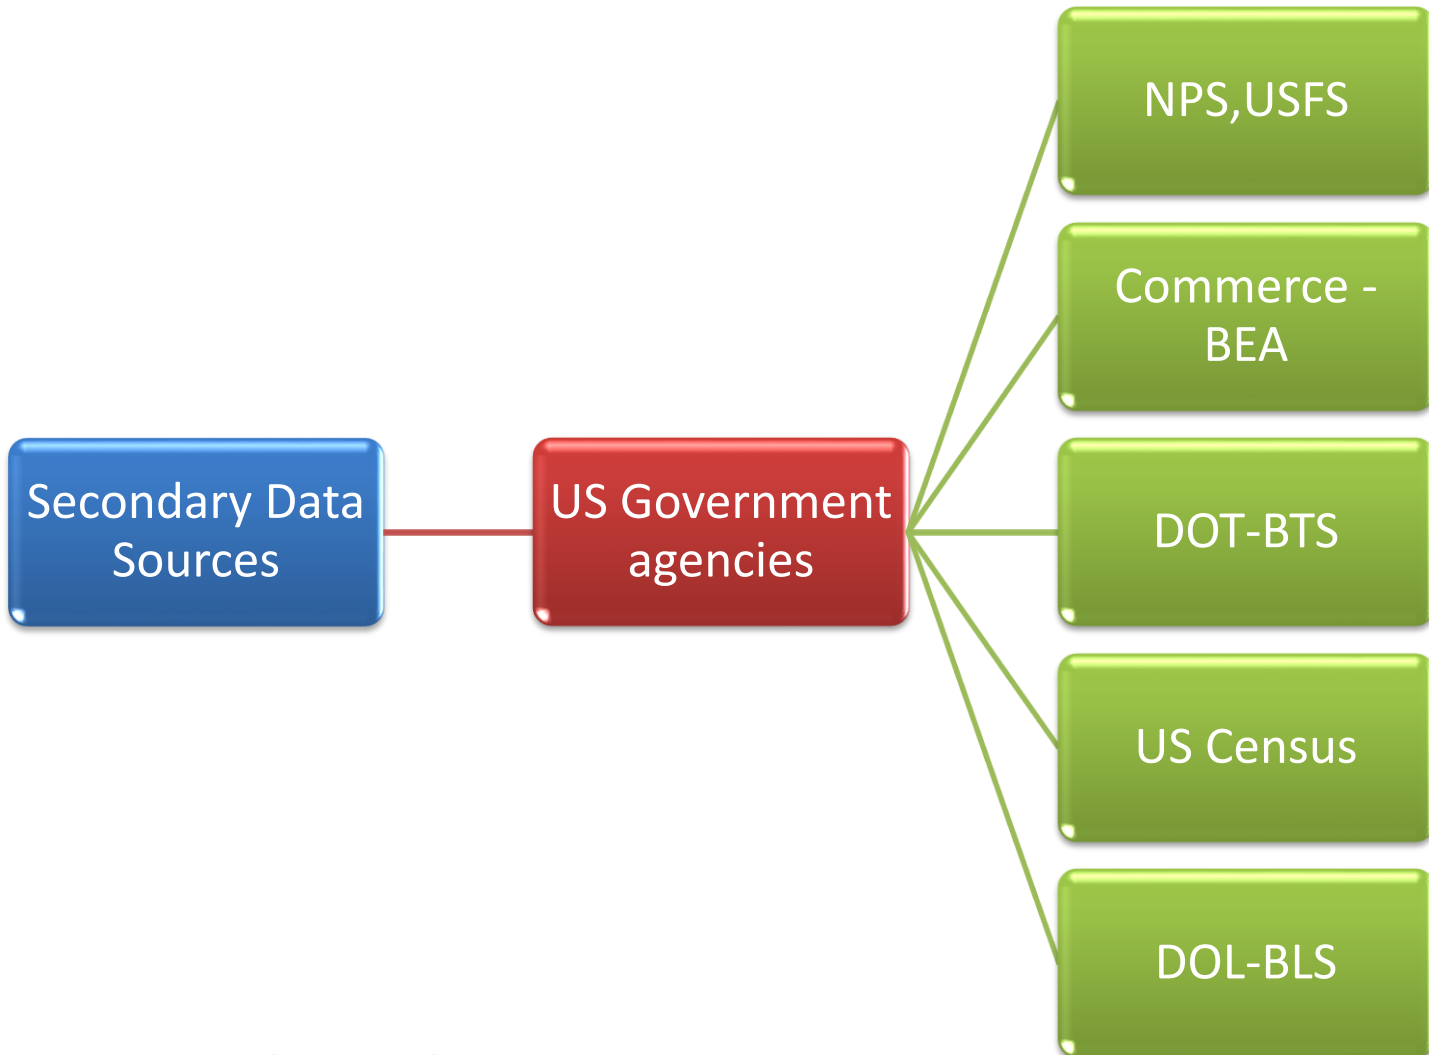 NPS,USFS
Commerce -
BEA
Secondary Data
Sources
US Government
agencies
DOT-BTS
US Census
DOL-BLS